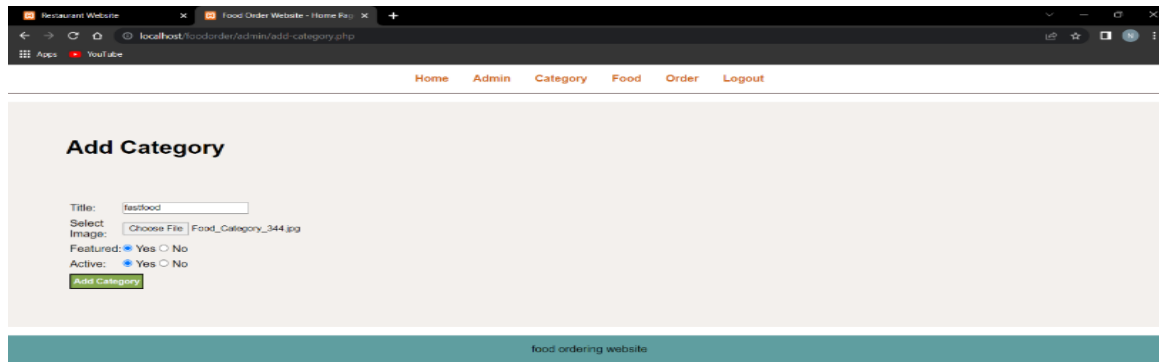 Restaurant Website
Food Order Website - Home Pag
localhost/foodorder/admin/add-category.php
N
Apps YouTube
Home Admin Category Food Order Logout
Add Category
Title: fastfood
Select
Image: Choose File Food_Category_344.jpg
Featured: Yes No
Active: Yes No
Add Category
food ordering website